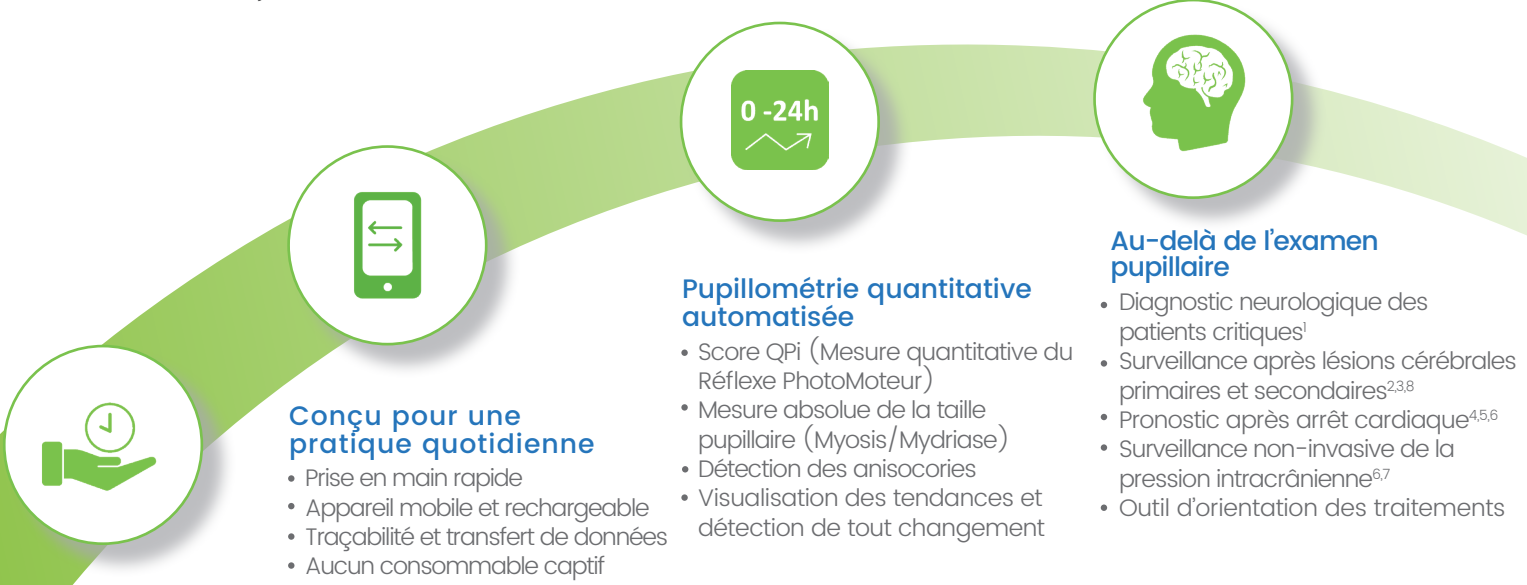 0 -24h
Conçu pour une
pratique quotidienne
• Prise en main rapide
• Appareil mobile et rechargeable
• Traçabilité et transfert de données
• Aucun consommable captif
Pupillométrie quantitative
automatisée
• Score QPi (Mesure quantitative du
Réflexe PhotoMoteur)
• Mesure absolue de la taille
pupillaire (Myosis/Mydriase)
• Détection des anisocories
• Visualisation des tendances et
détection de tout changement
Au-delà de l'examen
pupillaire
• Diagnostic neurologique des
patients critiques¹
• Surveillance après lésions cérébrales
primaires et secondaires²,³,⁸
• Pronostic après arrêt cardiaque⁴,⁵,⁶
• Surveillance non-invasive de la
pression intracrânienne⁶,⁷
• Outil d'orientation des traitements